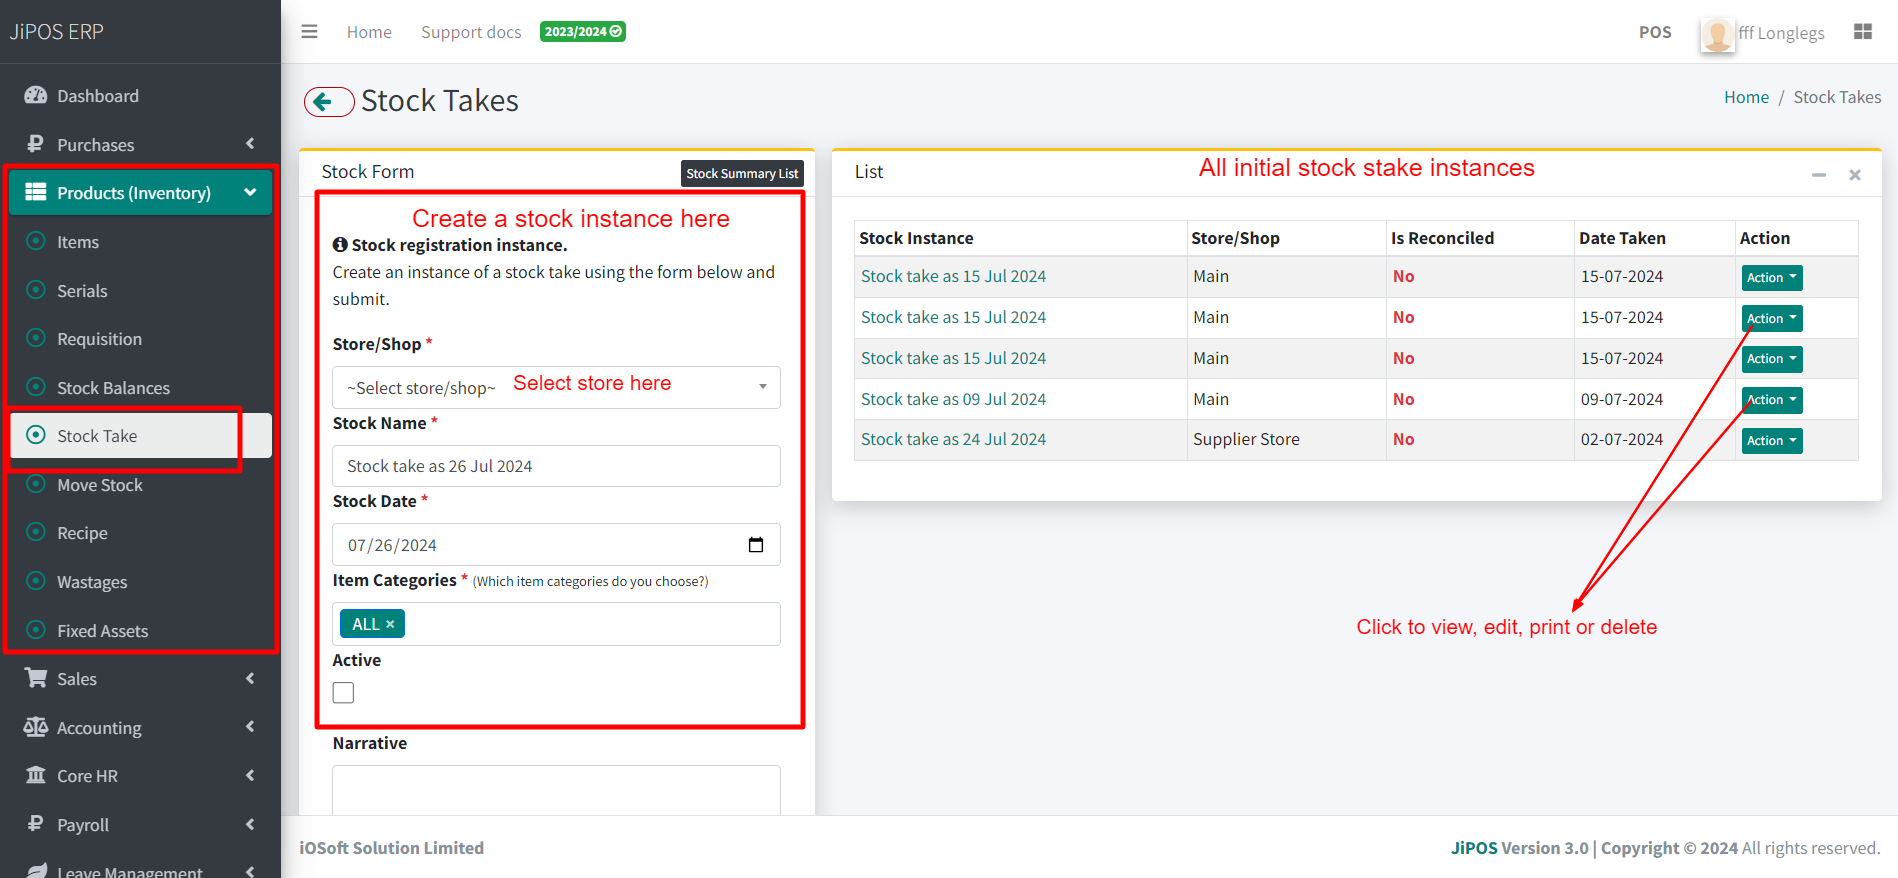 JiPOS ERP
Home
Support docs
2023/2024
POS
fff Longlegs
Dashboard
Purchases
Products (Inventory)
Items
Serials
Requisition
Stock Balances
Stock Take
Move Stock
Recipe
Wastages
Fixed Assets
Sales
Accounting
Core HR
Payroll
Leave Management
Stock Takes
Home / Stock Takes
Stock Form
Stock Summary List
Create a stock instance here
Stock registration instance.
Create an instance of a stock take using the form below and
submit.
Store/Shop *
~Select store/shop~
Select store here
Stock Name *
Stock take as 26 Jul 2024
Stock Date *
07/26/2024
Item Categories * (Which item categories do you choose?)
ALL ×
Active
Narrative
List
All initial stock stake instances
Stock Instance Store/Shop Is Reconciled Date Taken Action
Stock take as 15 Jul 2024 Main No 15-07-2024 Action
Stock take as 15 Jul 2024 Main No 15-07-2024 Action
Stock take as 15 Jul 2024 Main No 15-07-2024 Action
Stock take as 09 Jul 2024 Main No 09-07-2024 Action
Stock take as 24 Jul 2024 Supplier Store No 02-07-2024 Action
Click to view, edit, print or delete
iOSoft Solution Limited
JiPOS Version 3.0 | Copyright © 2024 All rights reserved.